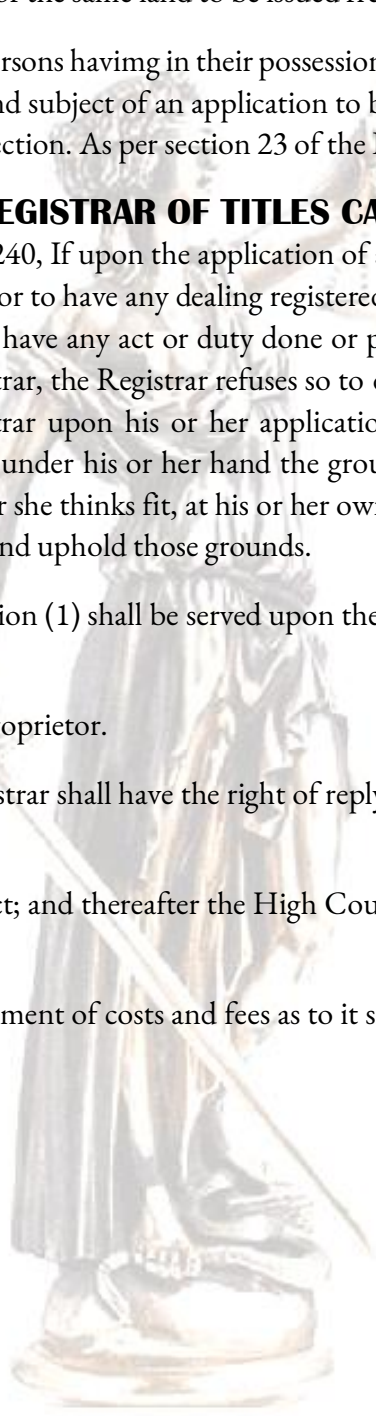 of the same land to be issued
rsons havimg in their possession
nd subject of an application to b
ection. As per section 23 of the
EGISTRAR OF TITLES CA
240, If upon the application of
or to have any dealing registered
have any act or duty done or p
trar, the Registrar refuses so to
trar upon his or her applicatio
under his or her hand the grou
r she thinks fit, at his or her ow
nd uphold those grounds.
ion (1) shall be served upon the
roprietor.
strar shall have the right of reply
ct; and thereafter the High Cou
ment of costs and fees as to it s